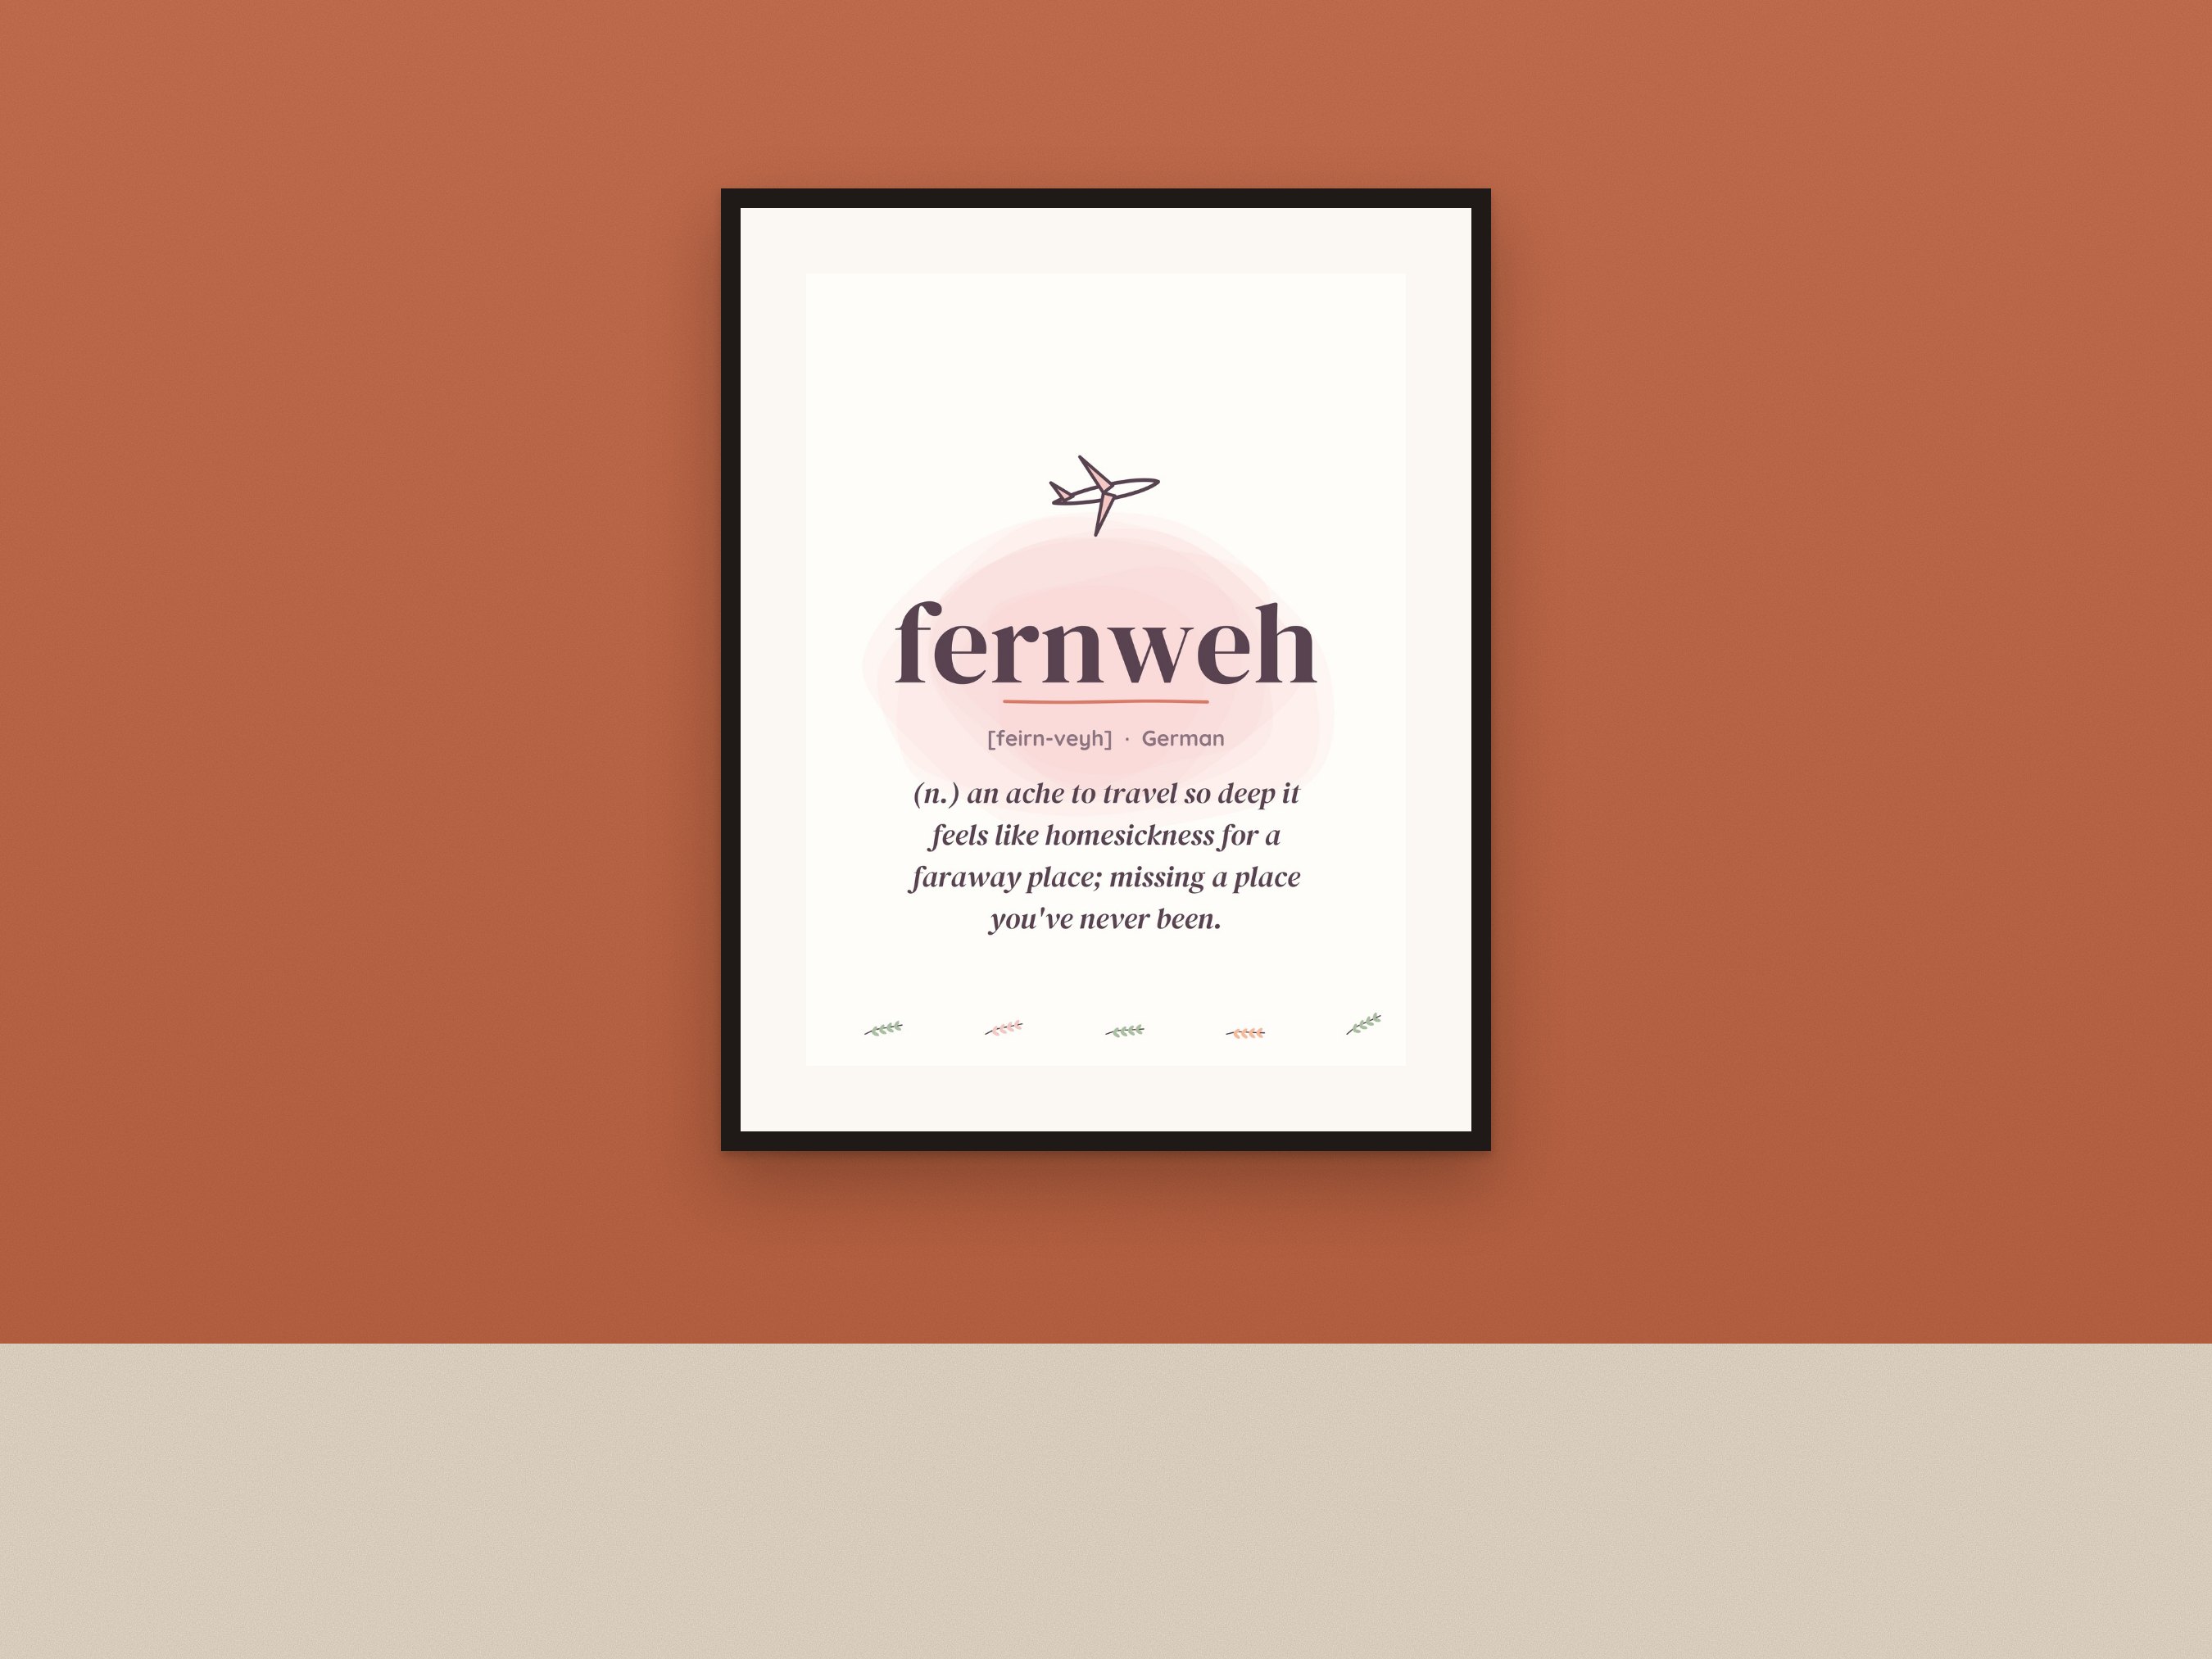 fernweh
[feirn-veyh] · German
(n.) an ache to travel so deep it
feels like homesickness for a
faraway place; missing a place
you've never been.